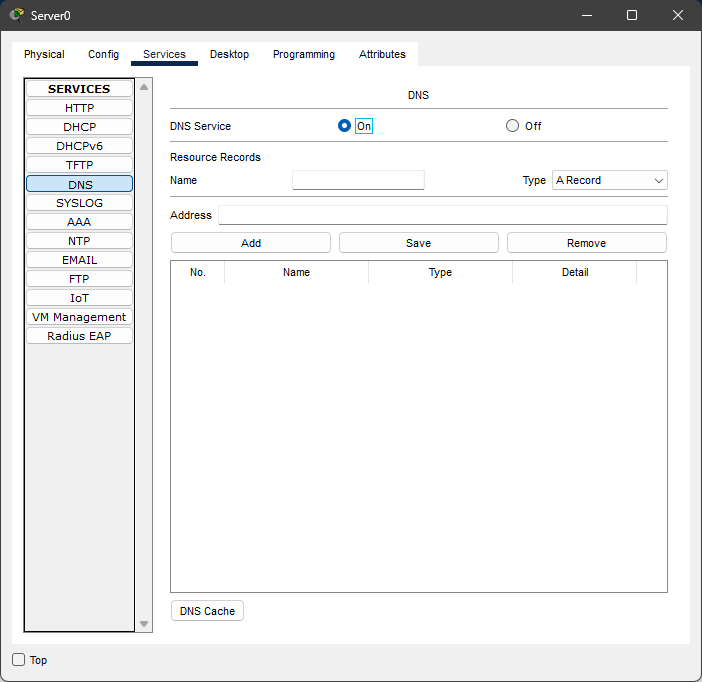 Server0
Physical Config Services Desktop Programming Attributes
SERVICES
HTTP
DHCP
DHCPv6
TFTP
DNS
SYSLOG
AAA
NTP
EMAIL
FTP
IoT
VM Management
Radius EAP
DNS
DNS Service On Off
Resource Records
Name Type A Record
Address
Add Save Remove
No. Name Type Detail
DNS Cache
Top